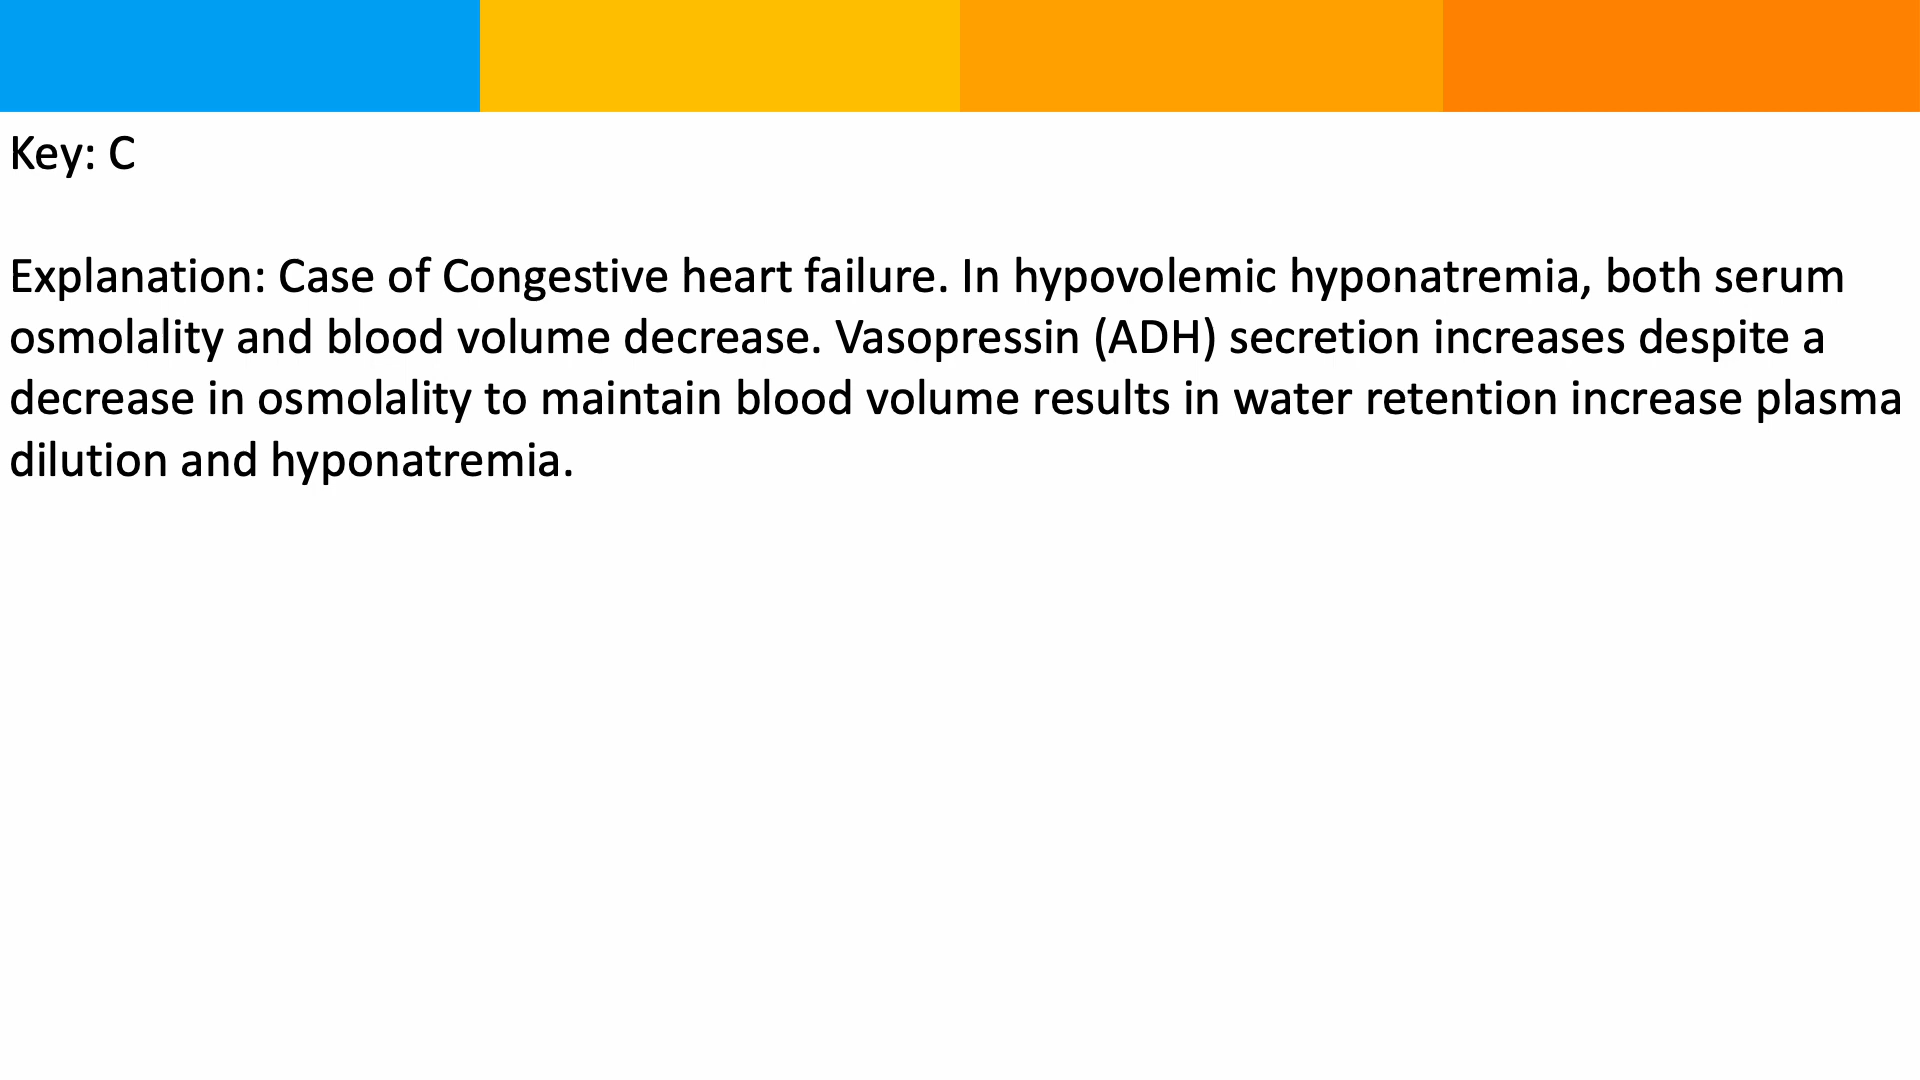 Key: C
Explanation: Case of Congestive heart failure. In hypovolemic hyponatremia, both serum
osmolality and blood volume decrease. Vasopressin (ADH) secretion increases despite a
decrease in osmolality to maintain blood volume results in water retention increase plasma
dilution and hyponatremia.